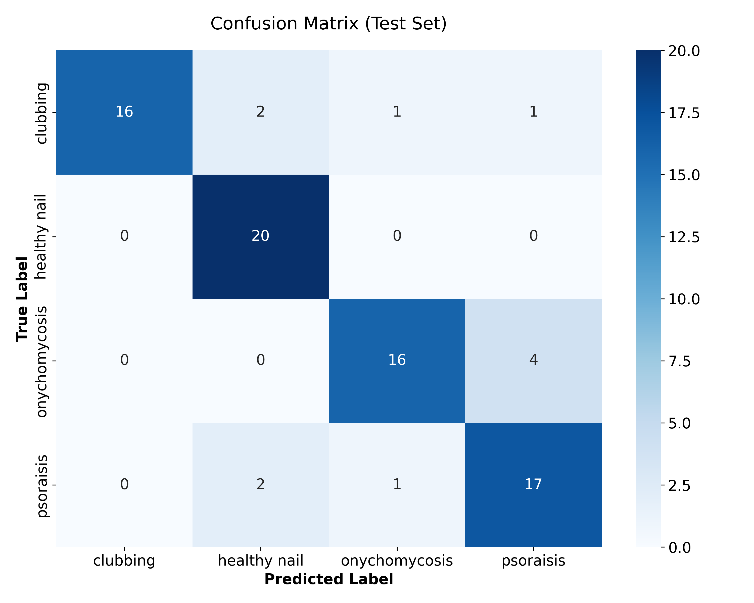 Confusion Matrix (Test Set)
True Label
clubbing
healthy nail
onychomycosis
psoraisis
16 2 1 1
0 20 0 0
0 0 16 4
0 2 1 17
clubbing healthy nail onychomycosis psoraisis
Predicted Label
20.0
17.5
15.0
12.5
10.0
7.5
5.0
2.5
0.0